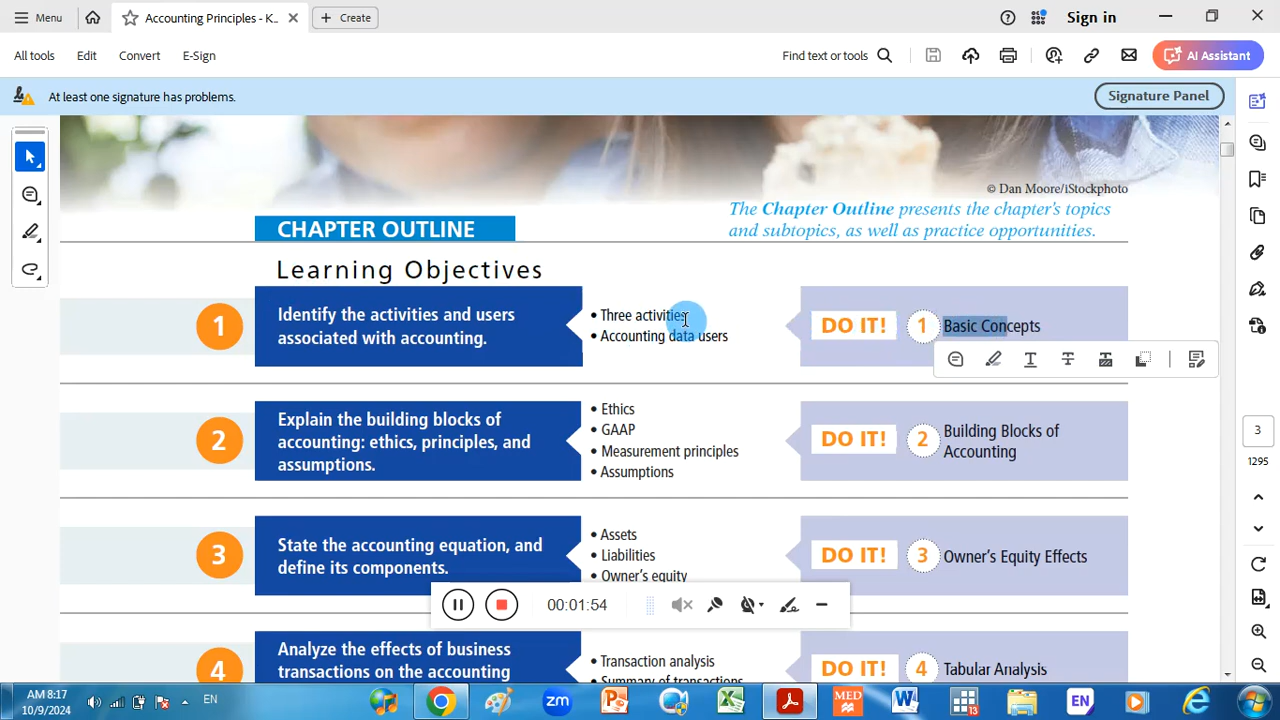 Menu
Accounting Principles - K...
Create
Sign in
All tools
Edit
Convert
E-Sign
Find text or tools
AI Assistant
At least one signature has problems.
Signature Panel
© Dan Moore/iStockphoto
CHAPTER OUTLINE
The Chapter Outline presents the chapter's topics
and subtopics, as well as practice opportunities.
Learning Objectives
1
Identify the activities and users
associated with accounting.
• Three activities
• Accounting data users
DO IT! 1 Basic Concepts
2
Explain the building blocks of
accounting: ethics, principles, and
assumptions.
• Ethics
• GAAP
• Measurement principles
• Assumptions
DO IT! 2 Building Blocks of
Accounting
3
State the accounting equation, and
define its components.
• Assets
• Liabilities
• Owner's equity
DO IT! 3 Owner's Equity Effects
4
Analyze the effects of business
transactions on the accounting
• Transaction analysis
• Summary of transactions
DO IT! 4 Tabular Analysis
3
1295
00:01:54
AM 8:17
10/9/2024
EN
zm
MED
13
EN